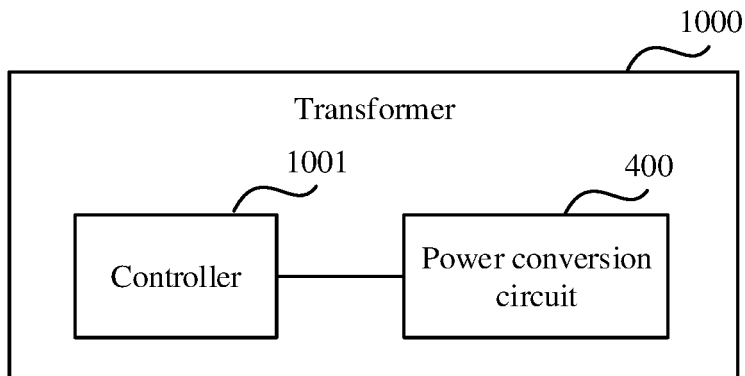 1000
Transformer
1001
400
Controller
Power conversion
circuit